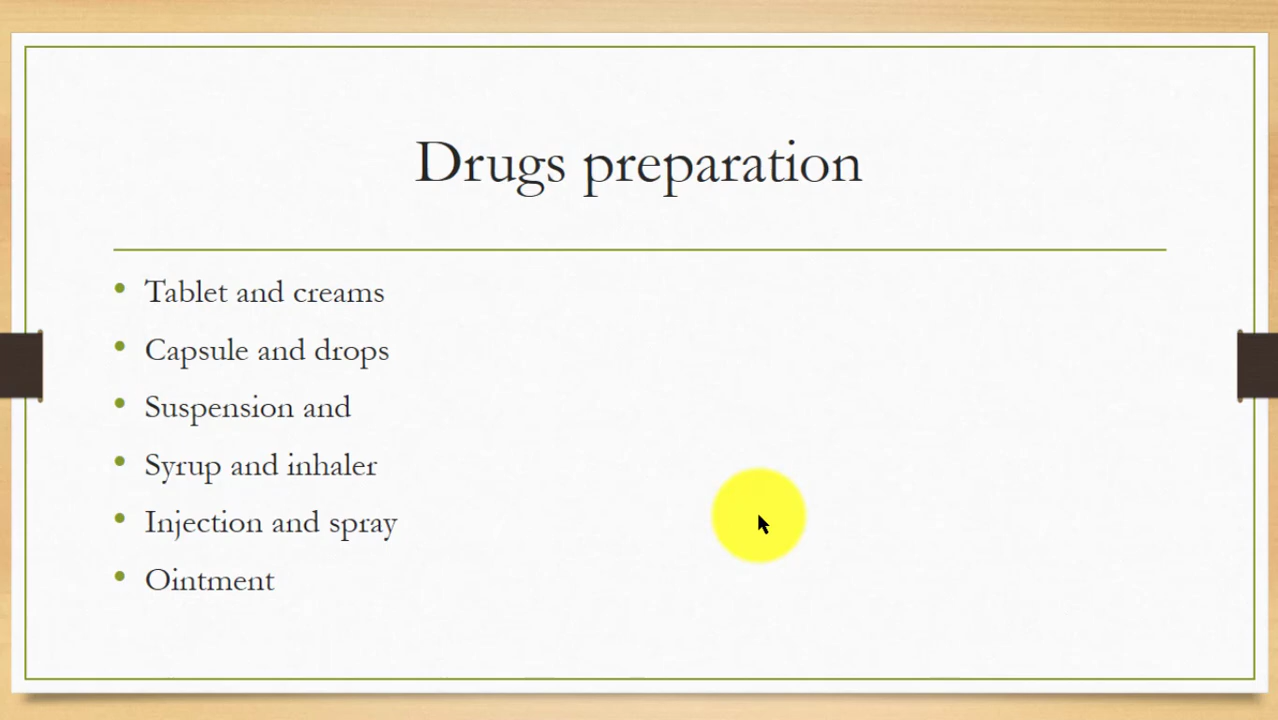 Drugs preparation
Tablet and creams
Capsule and drops
Suspension and
Syrup and inhaler
Injection and spray
Ointment